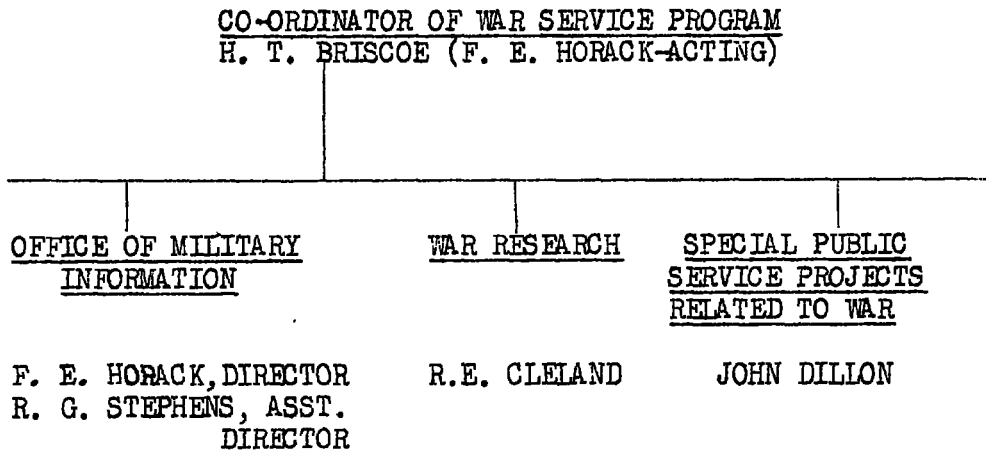 CO-ORDINATOR OF WAR SERVICE PROGRAM
H. T. BRISCOE (F. E. HORACK-ACTING)
OFFICE OF MILITARY
INFORMATION
WAR RESEARCH
SPECIAL PUBLIC
SERVICE PROJECTS
RELATED TO WAR
F. E. HORACK, DIRECTOR
R. G. STEPHENS, ASST.
DIRECTOR
R.E. CLELAND
JOHN DILLON